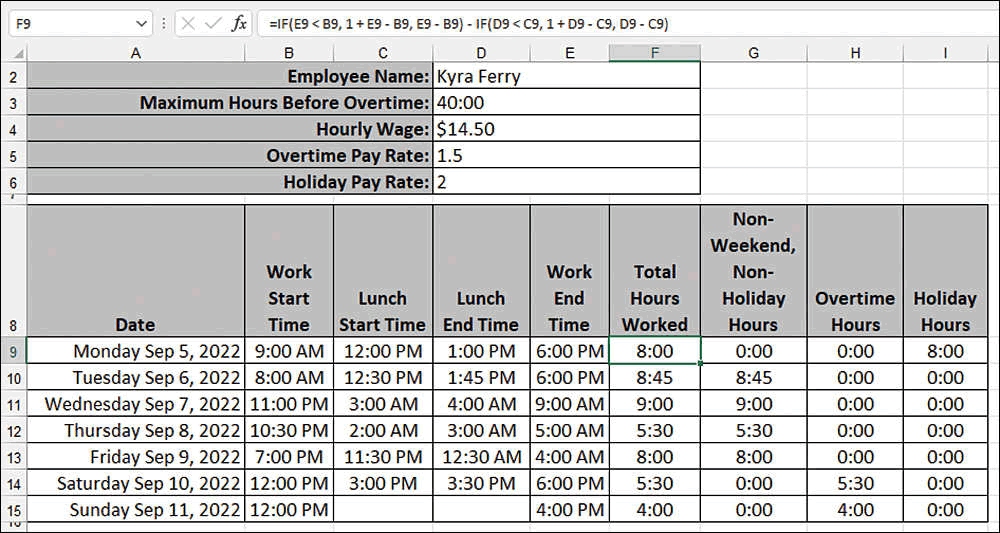 F9 fx =IF(E9 < B9, 1 + E9 - B9, E9 - B9) - IF(D9 < C9, 1 + D9 - C9, D9 - C9)
A B C D E F G H I
2 Employee Name: Kyra Ferry
3 Maximum Hours Before Overtime: 40:00
4 Hourly Wage: $14.50
5 Overtime Pay Rate: 1.5
6 Holiday Pay Rate: 2
7
Non-
Weekend,
Work Work Total Non-
Start Lunch Lunch End Hours Holiday Overtime Holiday
8 Date Time Start Time End Time Time Worked Hours Hours Hours
9 Monday Sep 5, 2022 9:00 AM 12:00 PM 1:00 PM 6:00 PM 8:00 0:00 0:00 8:00
10 Tuesday Sep 6, 2022 8:00 AM 12:30 PM 1:45 PM 6:00 PM 8:45 8:45 0:00 0:00
11 Wednesday Sep 7, 2022 11:00 PM 3:00 AM 4:00 AM 9:00 AM 9:00 9:00 0:00 0:00
12 Thursday Sep 8, 2022 10:30 PM 2:00 AM 3:00 AM 5:00 AM 5:30 5:30 0:00 0:00
13 Friday Sep 9, 2022 7:00 PM 11:30 PM 12:30 AM 4:00 AM 8:00 8:00 0:00 0:00
14 Saturday Sep 10, 2022 12:00 PM 3:00 PM 3:30 PM 6:00 PM 5:30 0:00 5:30 0:00
15 Sunday Sep 11, 2022 12:00 PM 4:00 PM 4:00 0:00 4:00 0:00